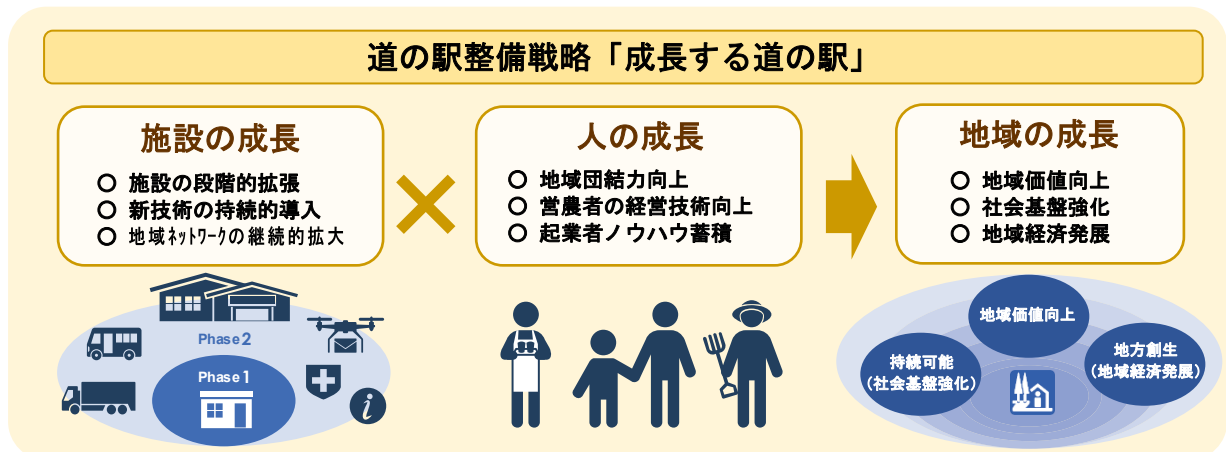 道の駅整備戦略「成長する道の駅」
施設の成長
○ 施設の段階的拡張
○ 新技術の持続的導入
○ 地域ﾈｯﾄﾜｰｸの継続的拡大
人の成長
○ 地域団結力向上
○ 営農者の経営技術向上
○ 起業者ノウハウ蓄積
地域の成長
○ 地域価値向上
○ 社会基盤強化
○ 地域経済発展
Phase2
Phase1
i
地域価値向上
持続可能
（社会基盤強化）
地方創生
（地域経済発展）